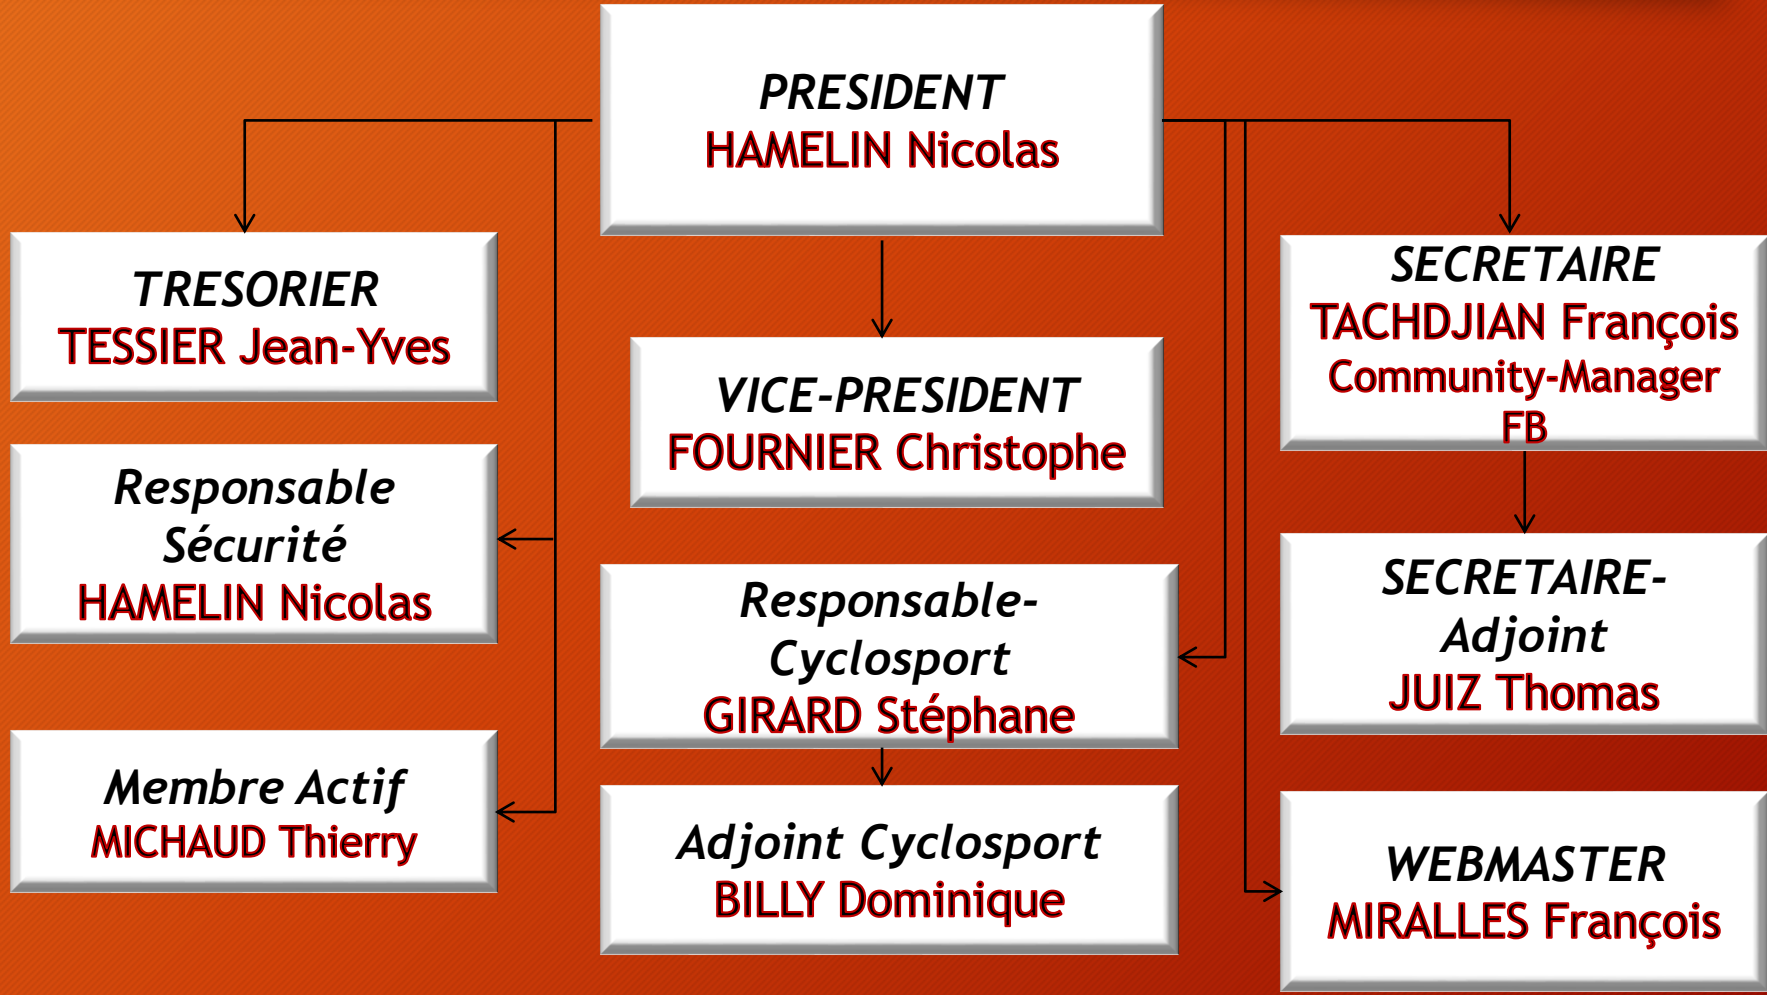 PRESIDENT
HAMELIN Nicolas
TRESORIER
TESSIER Jean-Yves
SECRETAIRE
TACHDJIAN François
Community-Manager
FB
VICE-PRESIDENT
FOURNIER Christophe
Responsable
Sécurité
HAMELIN Nicolas
Responsable-
Cyclosport
GIRARD Stéphane
SECRETAIRE-
Adjoint
JUIZ Thomas
Membre Actif
MICHAUD Thierry
Adjoint Cyclosport
BILLY Dominique
WEBMASTER
MIRALLES François